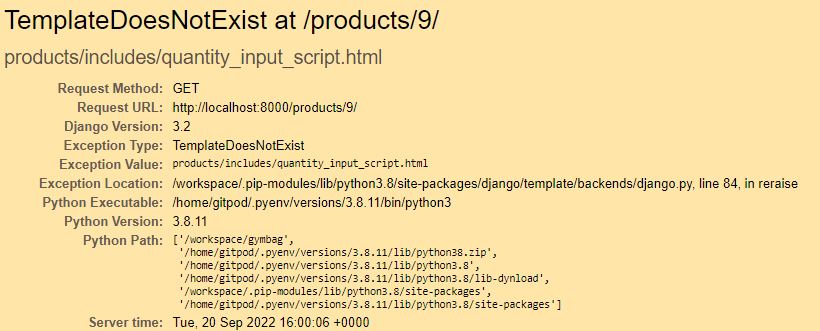 TemplateDoesNotExist at /products/9/
products/includes/quantity_input_script.html
Request Method: GET
Request URL: http://localhost:8000/products/9/
Django Version: 3.2
Exception Type: TemplateDoesNotExist
Exception Value: products/includes/quantity_input_script.html
Exception Location: /workspace/.pip-modules/lib/python3.8/site-packages/django/template/backends/django.py, line 84, in reraise
Python Executable: /home/gitpod/.pyenv/versions/3.8.11/bin/python3
Python Version: 3.8.11
Python Path: ['/workspace/gymbag',
'/home/gitpod/.pyenv/versions/3.8.11/lib/python38.zip',
'/home/gitpod/.pyenv/versions/3.8.11/lib/python3.8',
'/home/gitpod/.pyenv/versions/3.8.11/lib/python3.8/lib-dynload',
'/workspace/.pip-modules/lib/python3.8/site-packages',
'/home/gitpod/.pyenv/versions/3.8.11/lib/python3.8/site-packages']
Server time: Tue, 20 Sep 2022 16:00:06 +0000